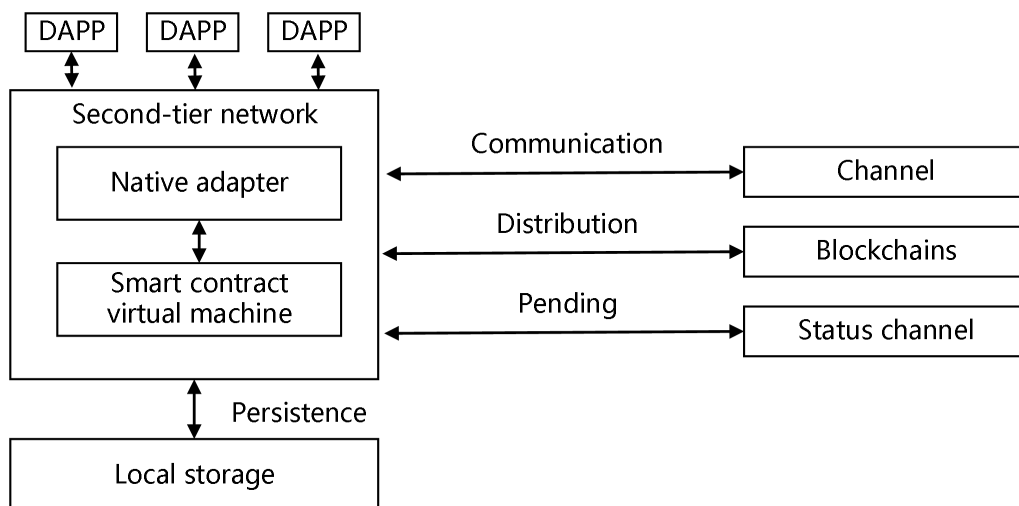 DAPP DAPP DAPP
Second-tier network
Communication
Native adapter
Channel
Distribution
Blockchains
Smart contract
virtual machine
Pending
Status channel
Persistence
Local storage